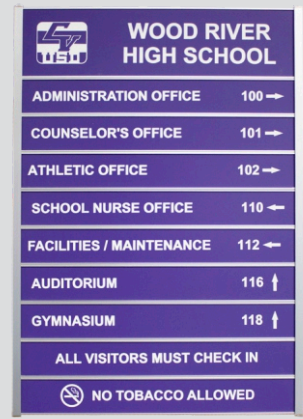 WOOD RIVER
HIGH SCHOOL
ADMINISTRATION OFFICE 100 →
COUNSELOR'S OFFICE 101 →
ATHLETIC OFFICE 102 →
SCHOOL NURSE OFFICE 110 ←
FACILITIES / MAINTENANCE 112 ←
AUDITORIUM 116 ↑
GYMNASIUM 118 ↑
ALL VISITORS MUST CHECK IN
NO TOBACCO ALLOWED